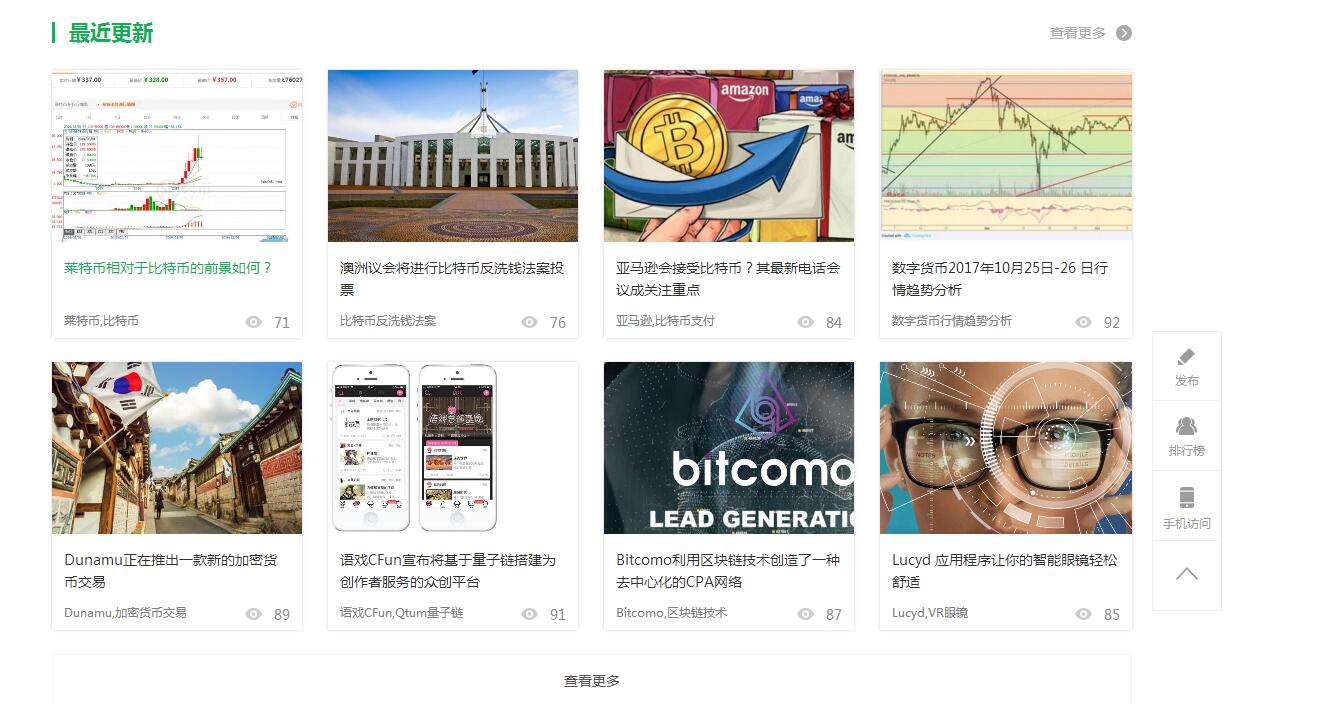 最近更新
查看更多
¥337.00
¥328.00
¥357.00
amazon
莱特币相对于比特币的前景如何？
莱特币,比特币
71
澳洲议会将进行比特币反洗钱法案投
票
比特币反洗钱法案
76
亚马逊会接受比特币？其最新电话会
议成关注重点
亚马逊,比特币支付
84
数字货币2017年10月25日-26 日行
情趋势分析
数字货币行情趋势分析
92
bitcomo
LEAD GENERATIO
NOTES
Dunamu正在推出一款新的加密货
币交易
Dunamu,加密货币交易
89
语戏CFun宣布将基于量子链搭建为
创作者服务的众创平台
语戏CFun,Qtum量子链
91
Bitcomo利用区块链技术创造了一种
去中心化的CPA网络
Bitcomo,区块链技术
87
Lucyd 应用程序让你的智能眼镜轻松
舒适
Lucyd,VR眼镜
85
发布
排行榜
手机访问
查看更多